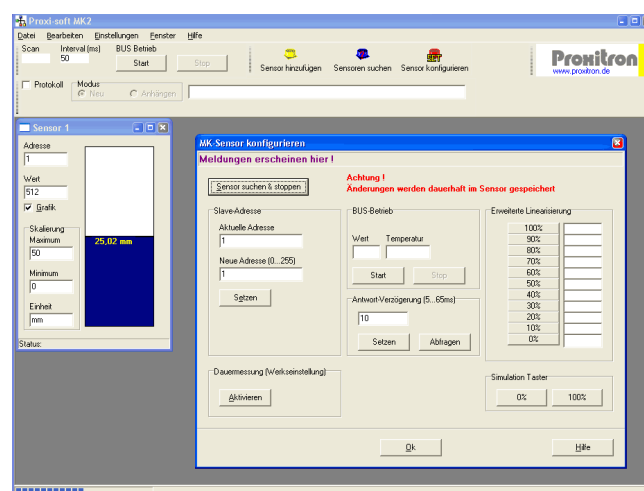 Proxi-soft MK2
Datei Bearbeiten Einstellungen Fenster Hilfe
Scan Interval (ms) BUS Betrieb
50 Start Stop
Sensor hinzufügen Sensoren suchen Sensor konfigurieren
Proxitron
www.proxitron.de
Protokoll Modus
Neu Anhängen
Sensor 1
Adresse
1
Wert
512
Grafik
Skalierung
Maximum
50
25,02 mm
Minimum
0
Einheit
mm
Status:
MK-Sensor konfigurieren
Meldungen erscheinen hier !
Sensor suchen & stoppen
Achtung !
Änderungen werden dauerhaft im Sensor gespeichert
Slave-Adresse
Aktuelle Adresse
1
Neue Adresse (0...255)
1
Setzen
BUS-Betrieb
Wert Temperatur
Start Stop
Antwort-Verzögerung (5...65ms)
10
Setzen Abfragen
Erweiterte Linearisierung
100%
90%
80%
70%
60%
50%
40%
30%
20%
10%
0%
Dauermessung (Werkseinstellung)
Aktivieren
Simulation Taster
0% 100%
Ok Hilfe